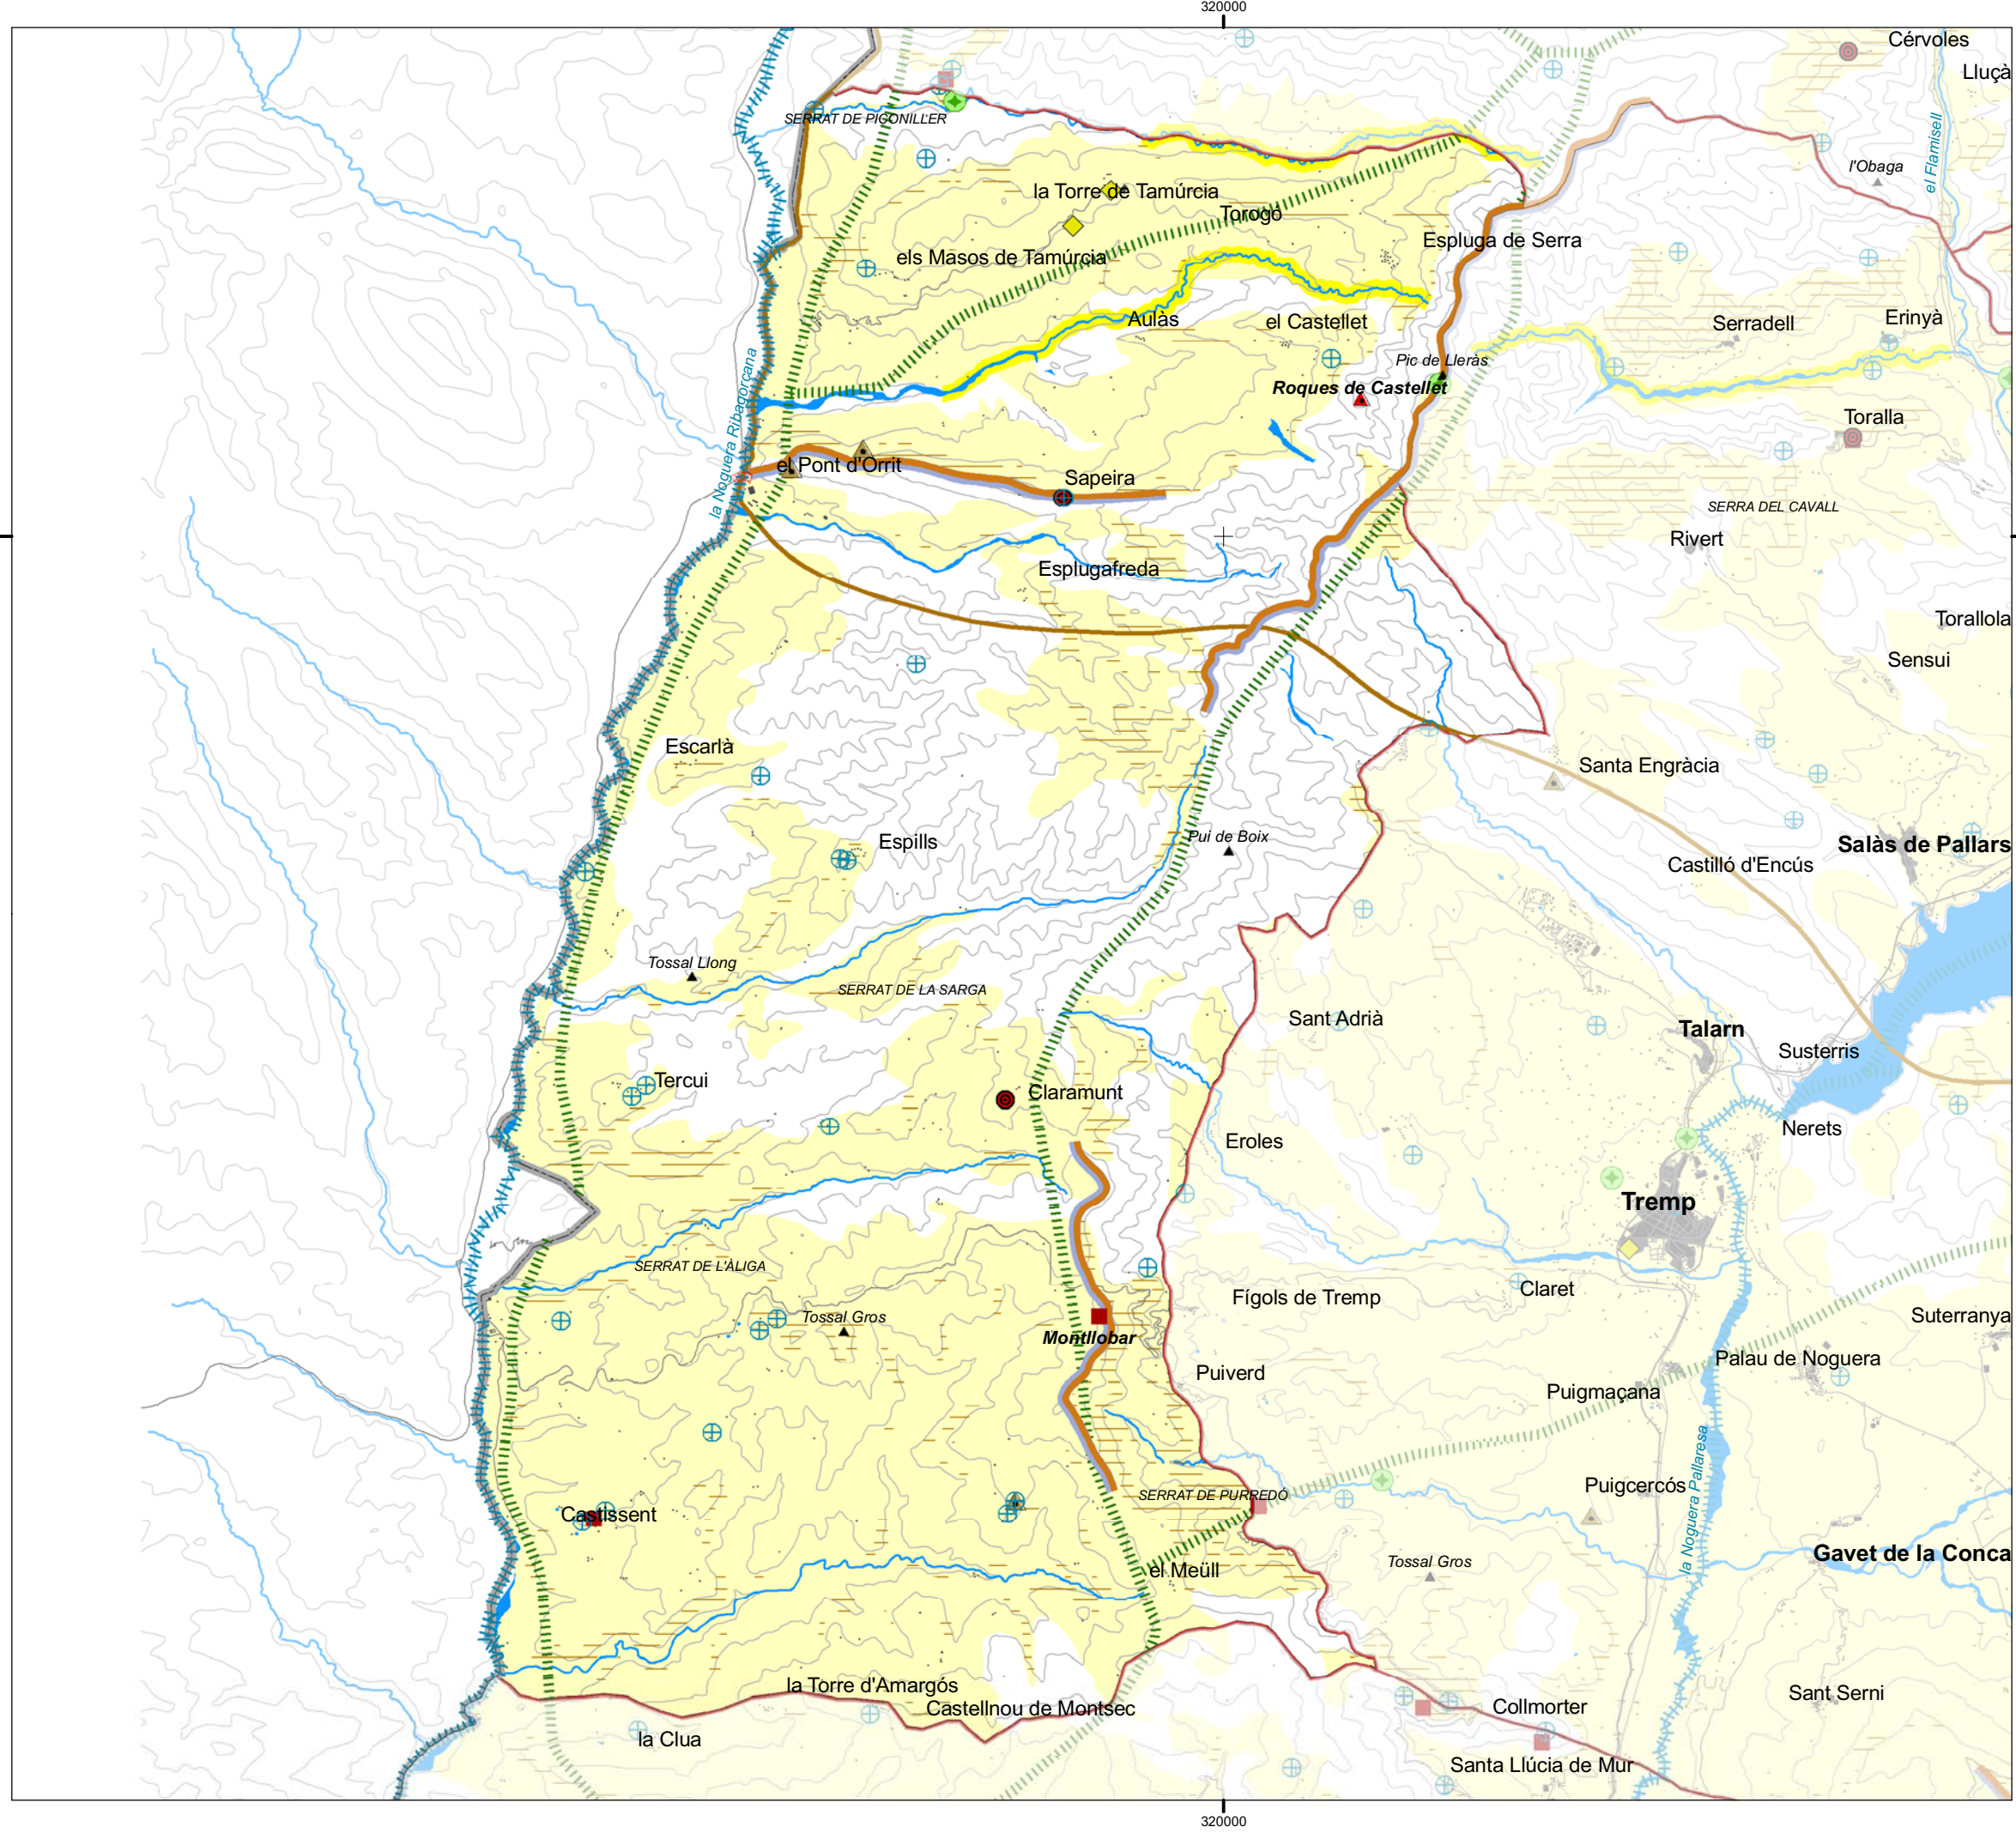 320000
Cérvoles
Lluçà
SERRAT DE PICONILLER
el Flamisell
l'Obaga
la Torre de Tamúrcia
Torogó
Espluga de Serra
els Masos de Tamúrcia
Aulàs
el Castellet
Serradell
Erinyà
Pic de Lleràs
Roques de Castellet
la Noguera Ribagorçana
Toralla
el Pont d'Orrit
Sapeira
SERRA DEL CAVALL
Rivert
Esplugafreda
Torallola
Sensui
Escarlà
Santa Engràcia
Espills
Pui de Boix
Salàs de Pallars
Castilló d'Encús
Tossal Llong
SERRAT DE LA SARGA
Sant Adrià
Talarn
Susterris
Tercui
Claramunt
Nerets
Eroles
Tremp
SERRAT DE L'ÀLIGA
Claret
Fígols de Tremp
Tossal Gros
Suterranya
Montllobar
Palau de Noguera
Puiverd
Puigmaçana
la Noguera Pallaresa
Puigcercós
SERRAT DE PURREDÓ
Castissent
Gavet de la Conca
Tossal Gros
el Meüll
la Torre d'Amargós
Sant Serni
Castellnou de Montsec
Collmorter
la Clua
Santa Llúcia de Mur
320000